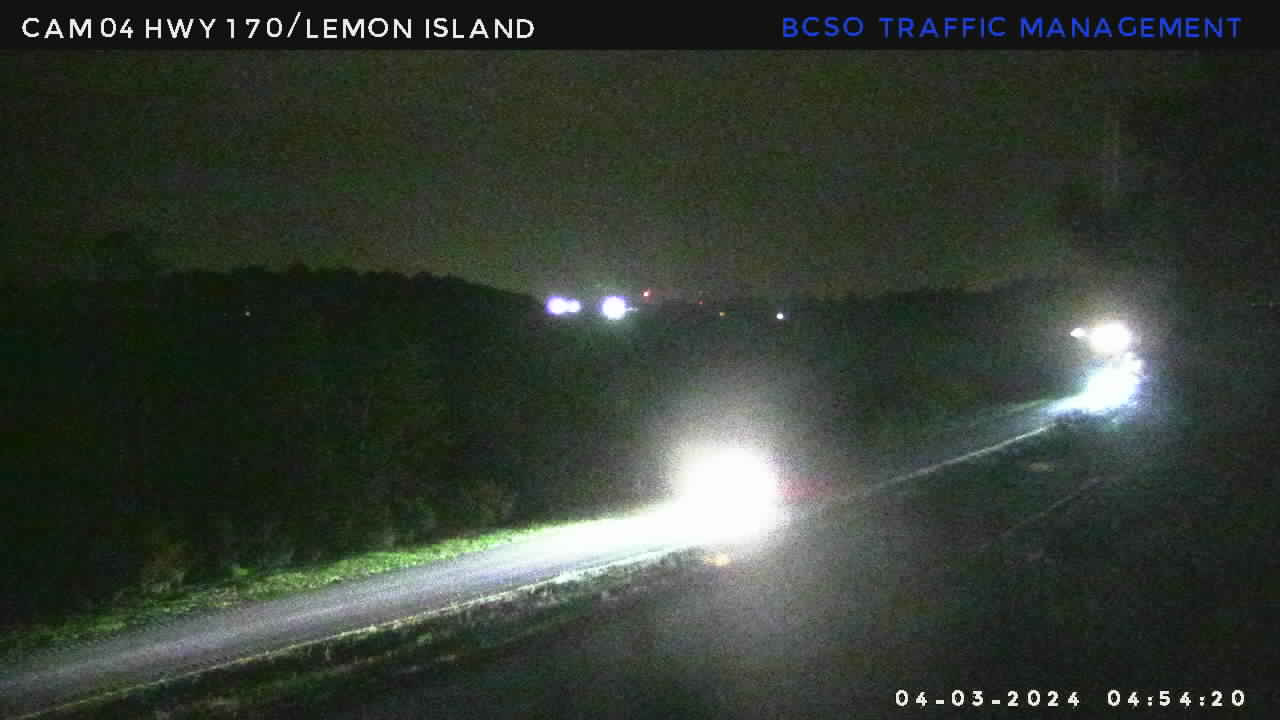 CAM04 HWY 170/LEMON ISLAND
BCSO TRAFFIC MANAGEMENT
04-03-2024 04:54:20